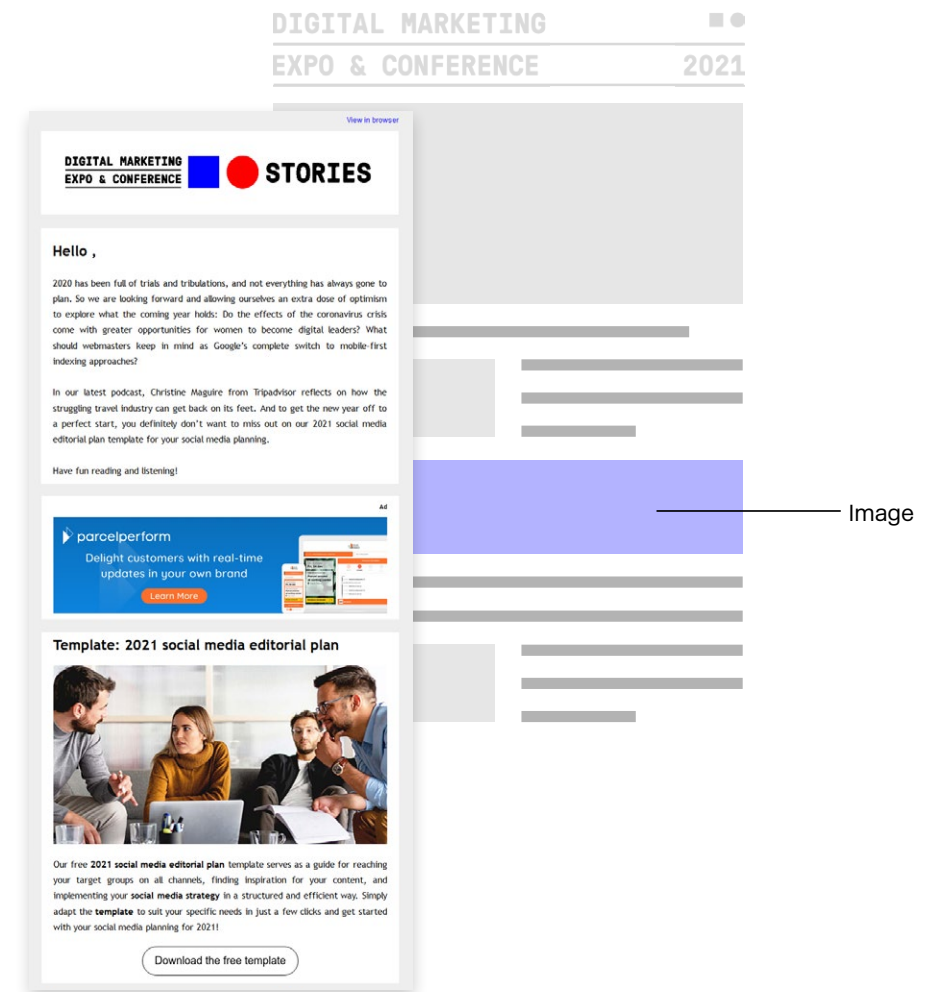 DIGITAL MARKETING
EXPO & CONFERENCE 2021
View in browser
DIGITAL MARKETING
EXPO & CONFERENCE
STORIES
Hello ,
2020 has been full of trials and tribulations, and not everything has always gone to
plan. So we are looking forward and allowing ourselves an extra dose of optimism
to explore what the coming year holds: Do the effects of the coronavirus crisis
come with greater opportunities for women to become digital leaders? What
should webmasters keep in mind as Google's complete switch to mobile-first
indexing approaches?
In our latest podcast, Christine Maguire from Tripadvisor reflects on how the
struggling travel industry can get back on its feet. And to get the new year off to
a perfect start, you definitely don't want to miss out on our 2021 social media
editorial plan template for your social media planning.
Have fun reading and listening!
Ad
parcelperform
Delight customers with real-time
updates in your own brand
Learn More
Image
Template: 2021 social media editorial plan
Our free 2021 social media editorial plan template serves as a guide for reaching
your target groups on all channels, finding inspiration for your content, and
implementing your social media strategy in a structured and efficient way. Simply
adapt the template to suit your specific needs in just a few clicks and get started
with your social media planning for 2021!
Download the free template